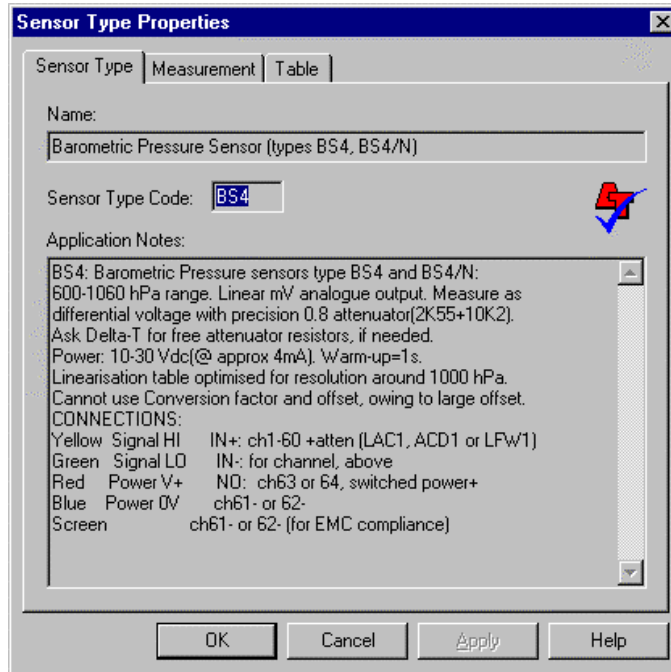 Sensor Type Properties
Sensor Type
Measurement
Table
Name:
Barometric Pressure Sensor (types BS4, BS4/N)
Sensor Type Code: BS4
Application Notes:
BS4: Barometric Pressure sensors type BS4 and BS4/N:
600-1060 hPa range. Linear mV analogue output. Measure as
differential voltage with precision 0.8 attenuator(2K55+10K2).
Ask Delta-T for free attenuator resistors, if needed.
Power: 10-30 Vdc(@ approx 4mA). Warm-up=1s.
Linearisation table optimised for resolution around 1000 hPa.
Cannot use Conversion factor and offset, owing to large offset.
CONNECTIONS:
Yellow Signal HI IN+: ch1-60 +atten (LAC1, ACD1 or LFW1)
Green Signal LO IN-: for channel, above
Red Power V+ NO: ch63 or 64, switched power+
Blue Power 0V ch61- or 62-
Screen ch61- or 62- (for EMC compliance)
OK Cancel Apply Help